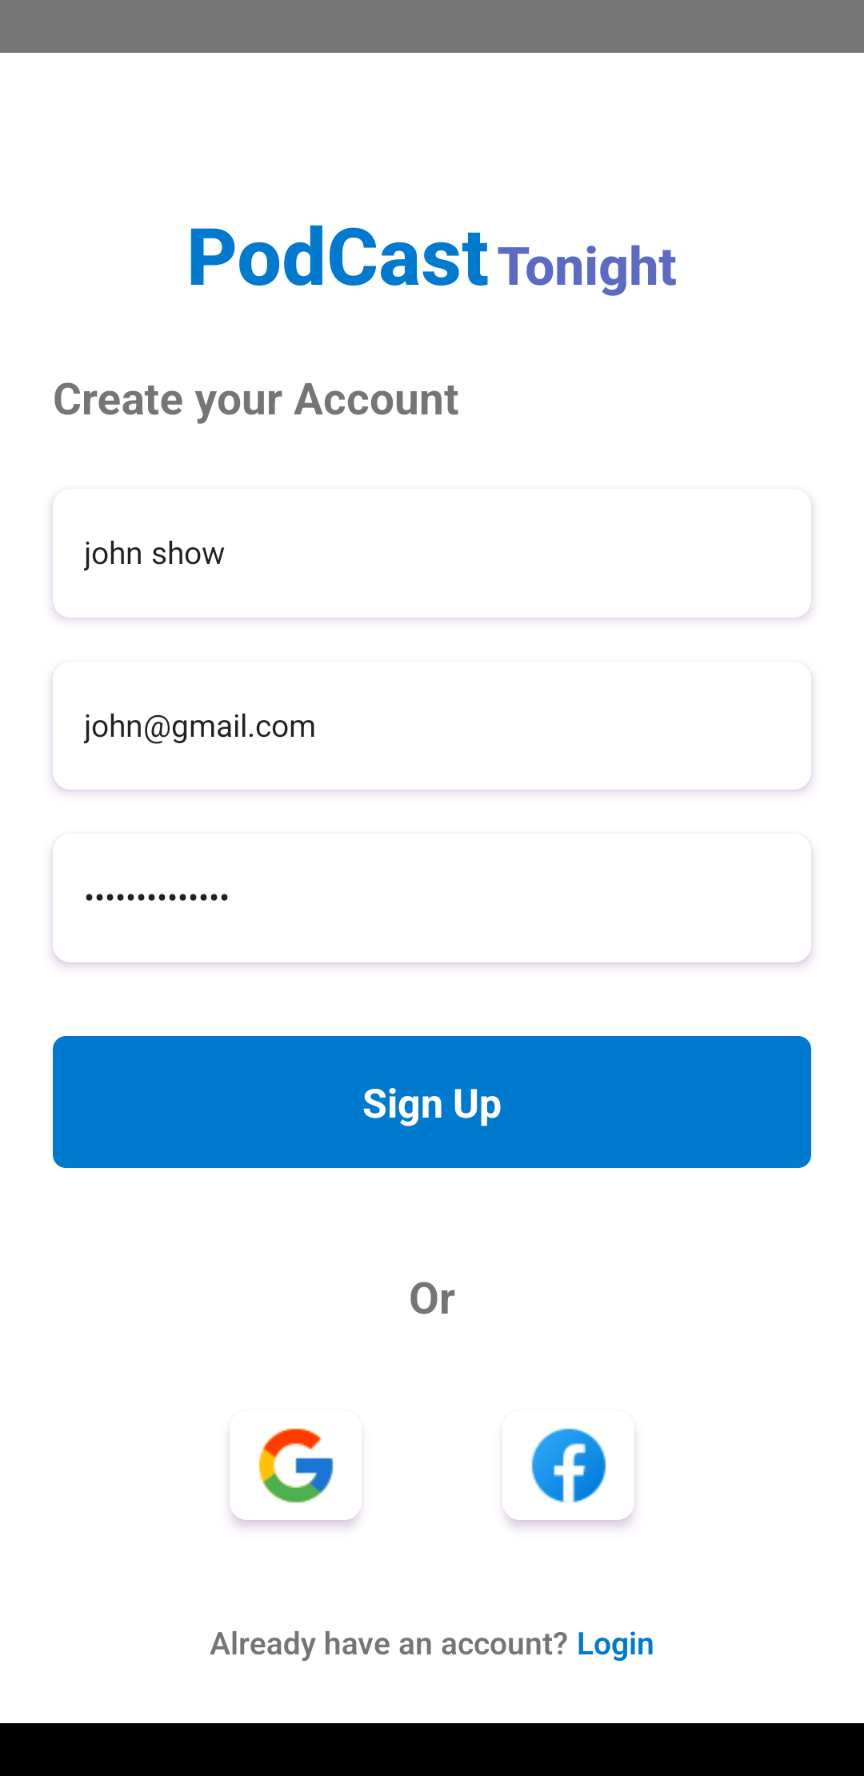 PodCast Tonight
Create your Account
john show
john@gmail.com
••••••••••••••
Sign Up
Or
Already have an account? Login